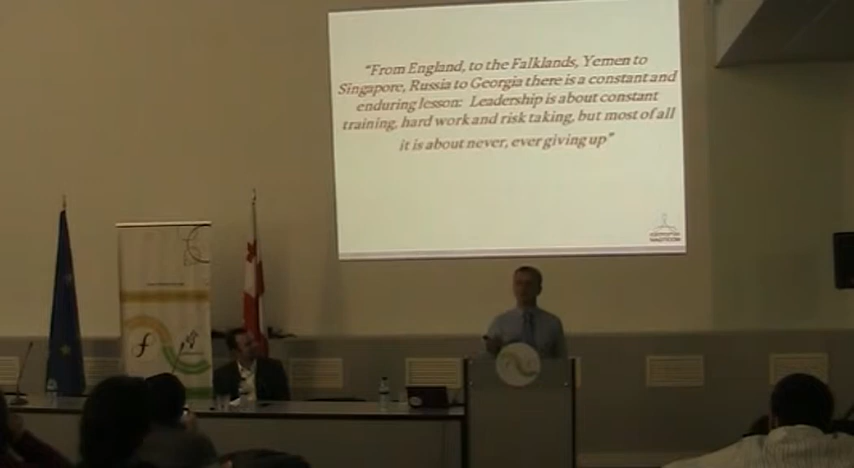 “From England, to the Falklands, Yemen to
Singapore, Russia to Georgia there is a constant and
enduring lesson:  Leadership is about constant
training, hard work and risk taking, but most of all
it is about never, ever giving up”
f